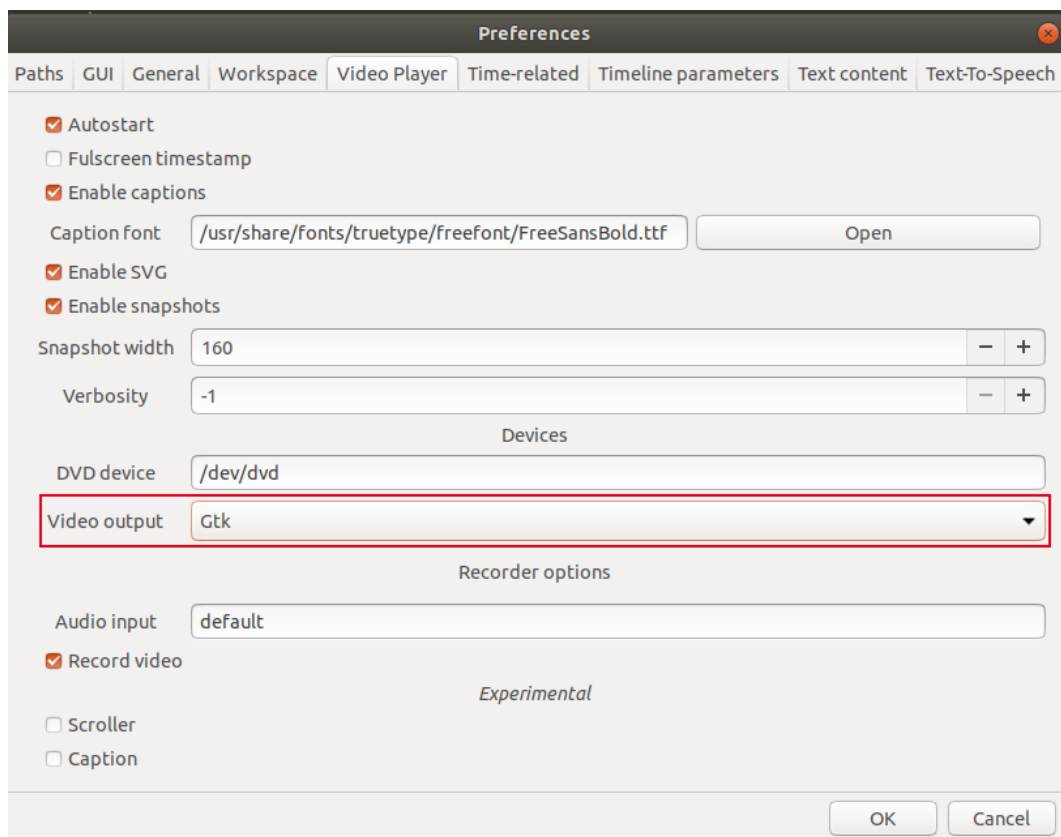 Preferences
Paths GUI General Workspace Video Player Time-related Timeline parameters Text content Text-To-Speech
Autostart
Fulscreen timestamp
Enable captions
Caption font /usr/share/fonts/truetype/freefont/FreeSansBold.ttf Open
Enable SVG
Enable snapshots
Snapshot width 160 − +
Verbosity -1 − +
Devices
DVD device /dev/dvd
Video output Gtk
Recorder options
Audio input default
Record video
Experimental
Scroller
Caption
OK Cancel